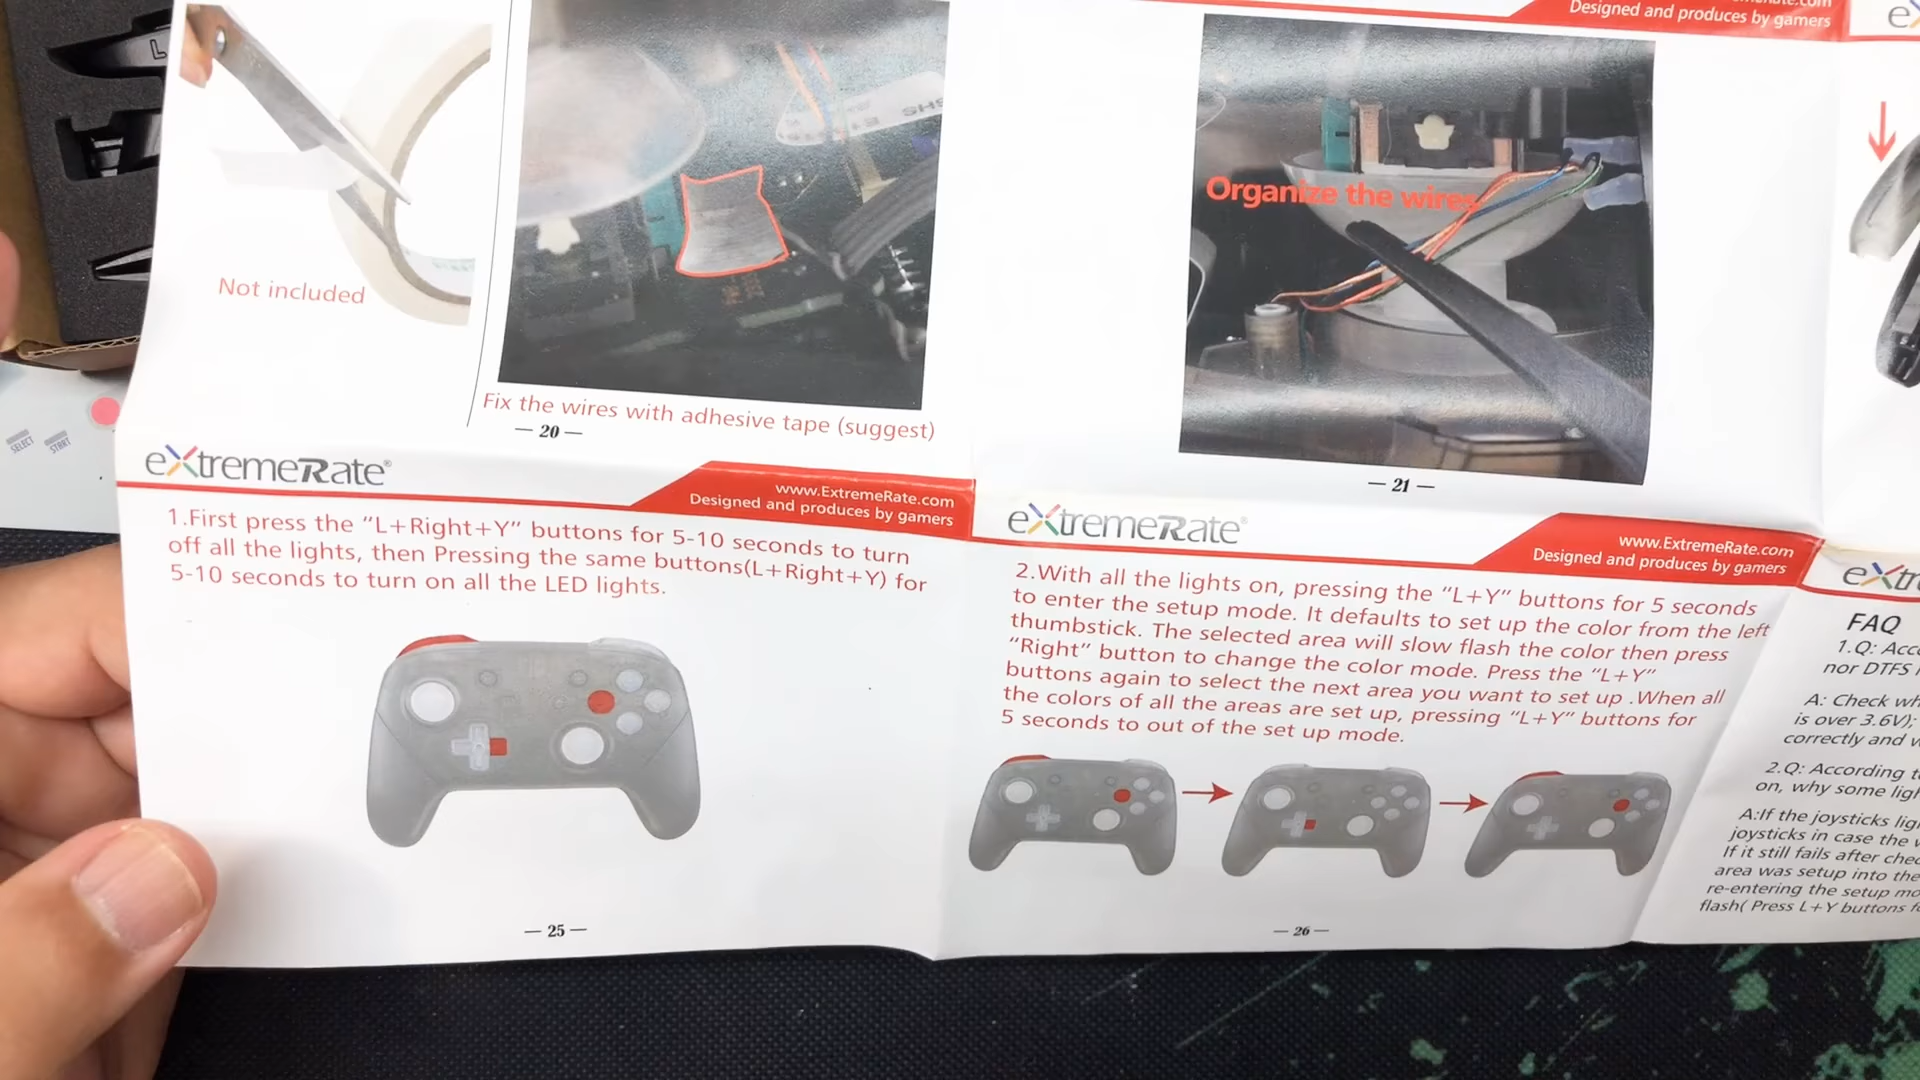 L
SELECT
START
Not included
Fix the wires with adhesive tape (suggest)
— 20 —
Designed and produces by gamers
Organize the wires
— 21 —
eXtremeRate®
www.ExtremeRate.com
Designed and produces by gamers
1.First press the “L+Right+Y” buttons for 5-10 seconds to turn
off all the lights, then Pressing the same buttons(L+Right+Y) for
5-10 seconds to turn on all the LED lights.
— 25 —
eXtremeRate®
www.ExtremeRate.com
Designed and produces by gamers
2.With all the lights on, pressing the “L+Y” buttons for 5 seconds
to enter the setup mode. It defaults to set up the color from the left
thumbstick. The selected area will slow flash the color then press
“Right” button to change the color mode. Press the “L+Y”
buttons again to select the next area you want to set up .When all
the colors of all the areas are set up, pressing “L+Y” buttons for
5 seconds to out of the set up mode.
— 26 —
FAQ
1.Q:
nor DTFS
A: Check
is over 3.6V);
correctly and
2.Q: According
on, why some
A:If the joysticks
joysticks in case the
If it still fails after
area was setup into the
re-entering the setup
flash( Press L+Y buttons